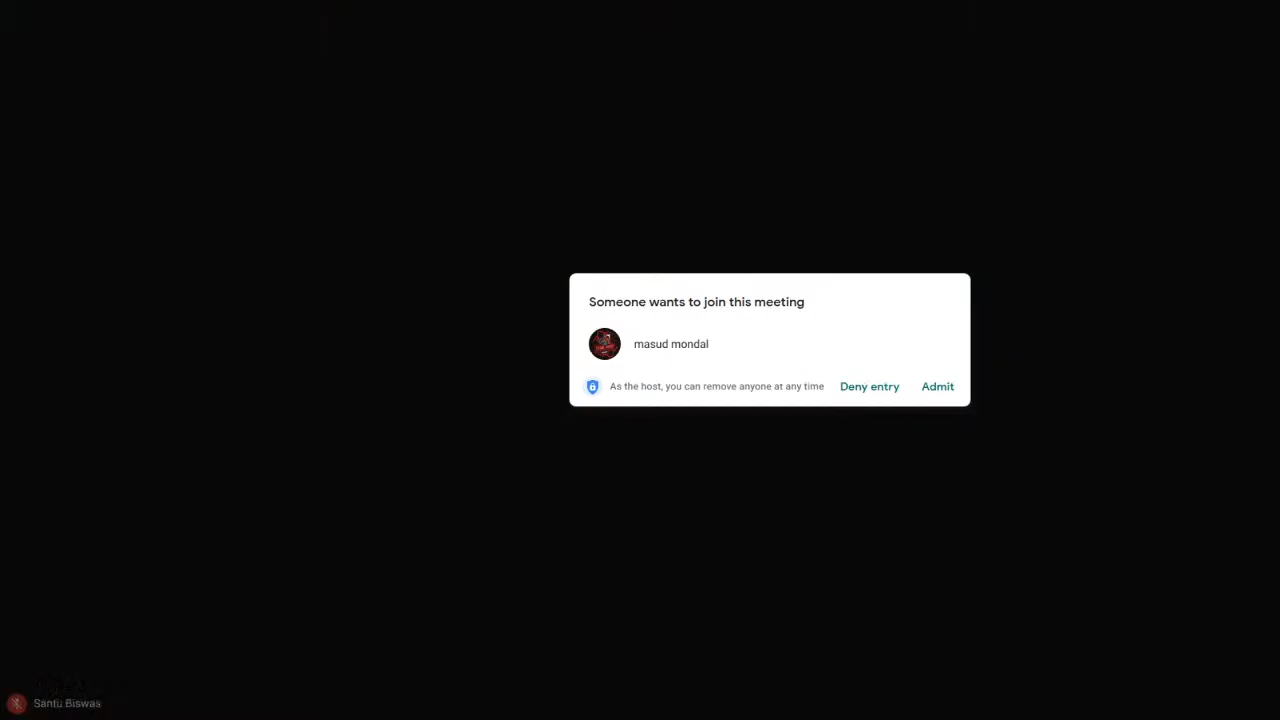 Someone wants to join this meeting
masud mondal
As the host, you can remove anyone at any time
Deny entry
Admit
Santu Biswas